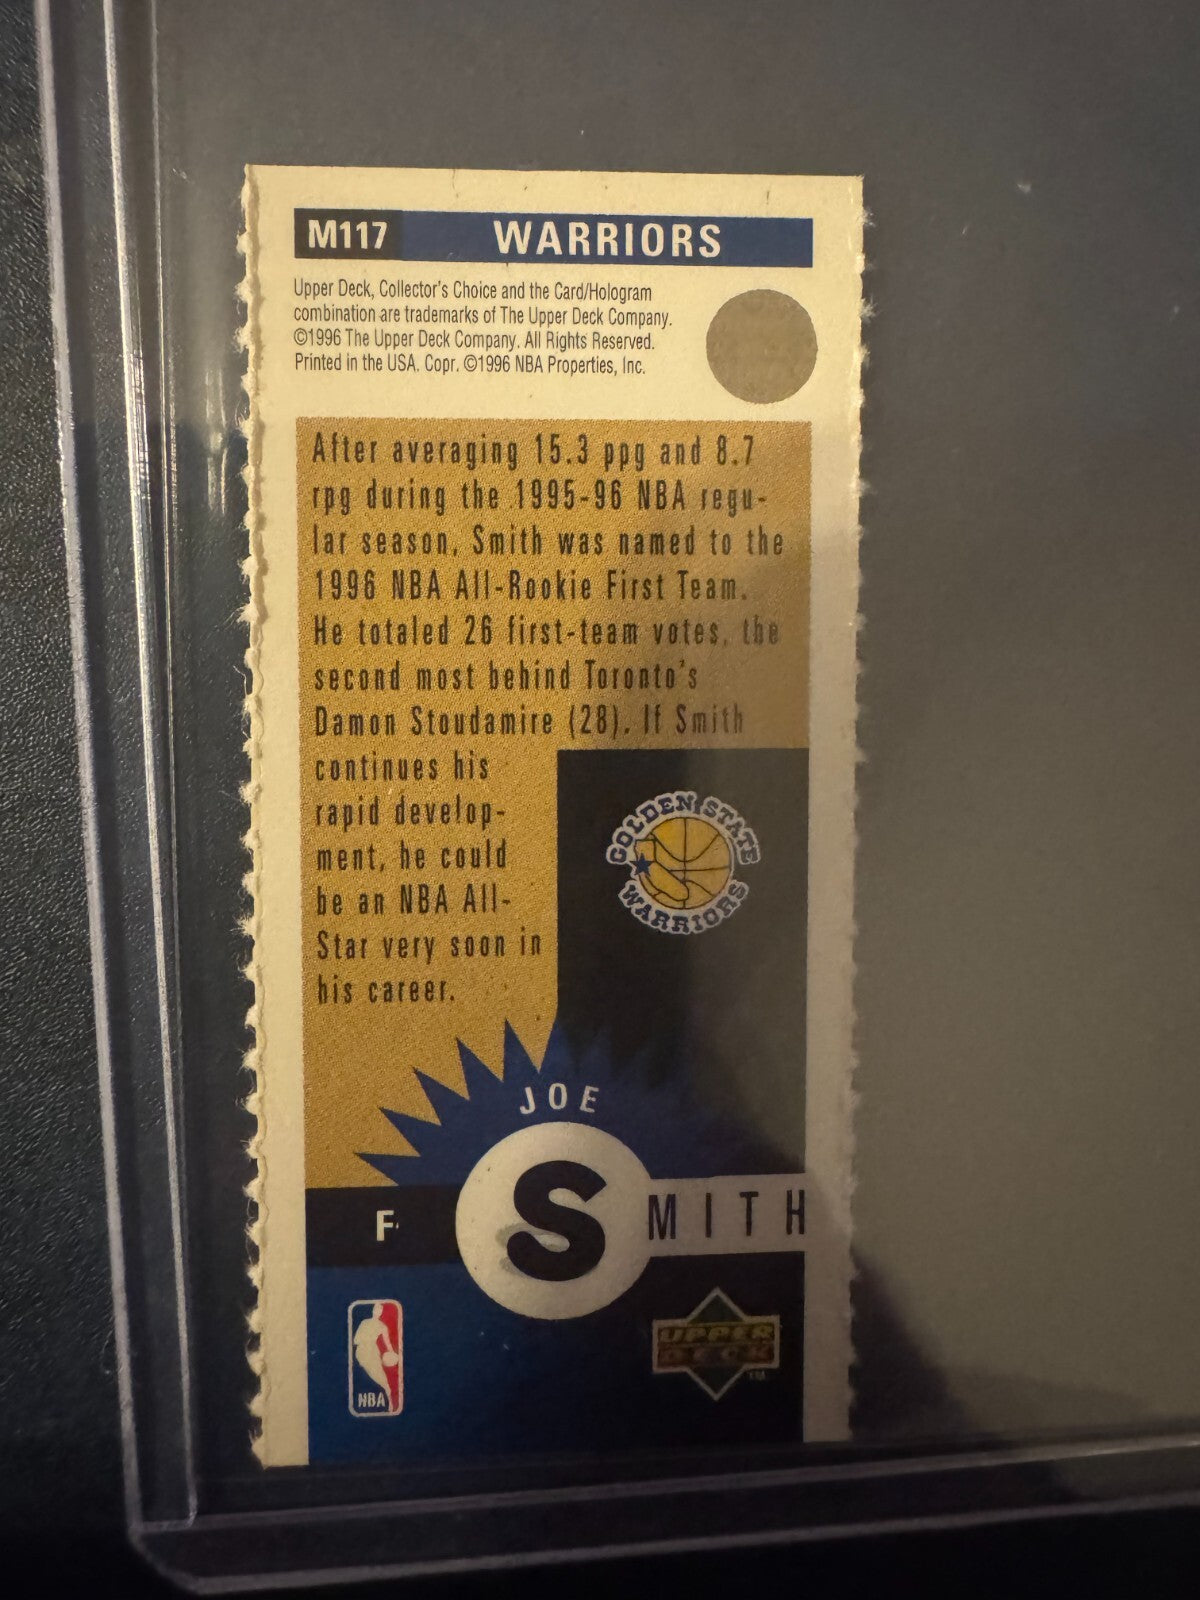 M117 WARRIORS
Upper Deck, Collector's Choice and the Card/Hologram
combination are trademarks of The Upper Deck Company.
©1996 The Upper Deck Company. All Rights Reserved.
Printed in the USA. Copr. ©1996 NBA Properties, Inc.
After averaging 15.3 ppg and 8.7
rpg during the 1995-96 NBA regu-
lar season, Smith was named to the
1996 NBA All-Rookie First Team.
He totaled 26 first-team votes, the
second most behind Toronto's
Damon Stoudamire (28). If Smith
continues his
rapid develop-
ment, he could
be an NBA All-
Star very soon in
his career.
GOLDEN STATE
WARRIORS
JOE
F SMITH
NBA
UPPER
DECK
TM